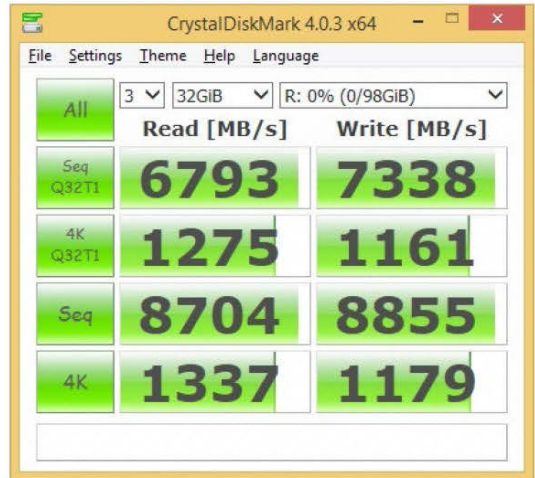 CrystalDiskMark 4.0.3 x64
File Settings Theme Help Language
All 3 32GiB R: 0% (0/98GiB)
Read [MB/s] Write [MB/s]
Seq Q32T1 6793 7338
4K Q32T1 1275 1161
Seq 8704 8855
4K 1337 1179